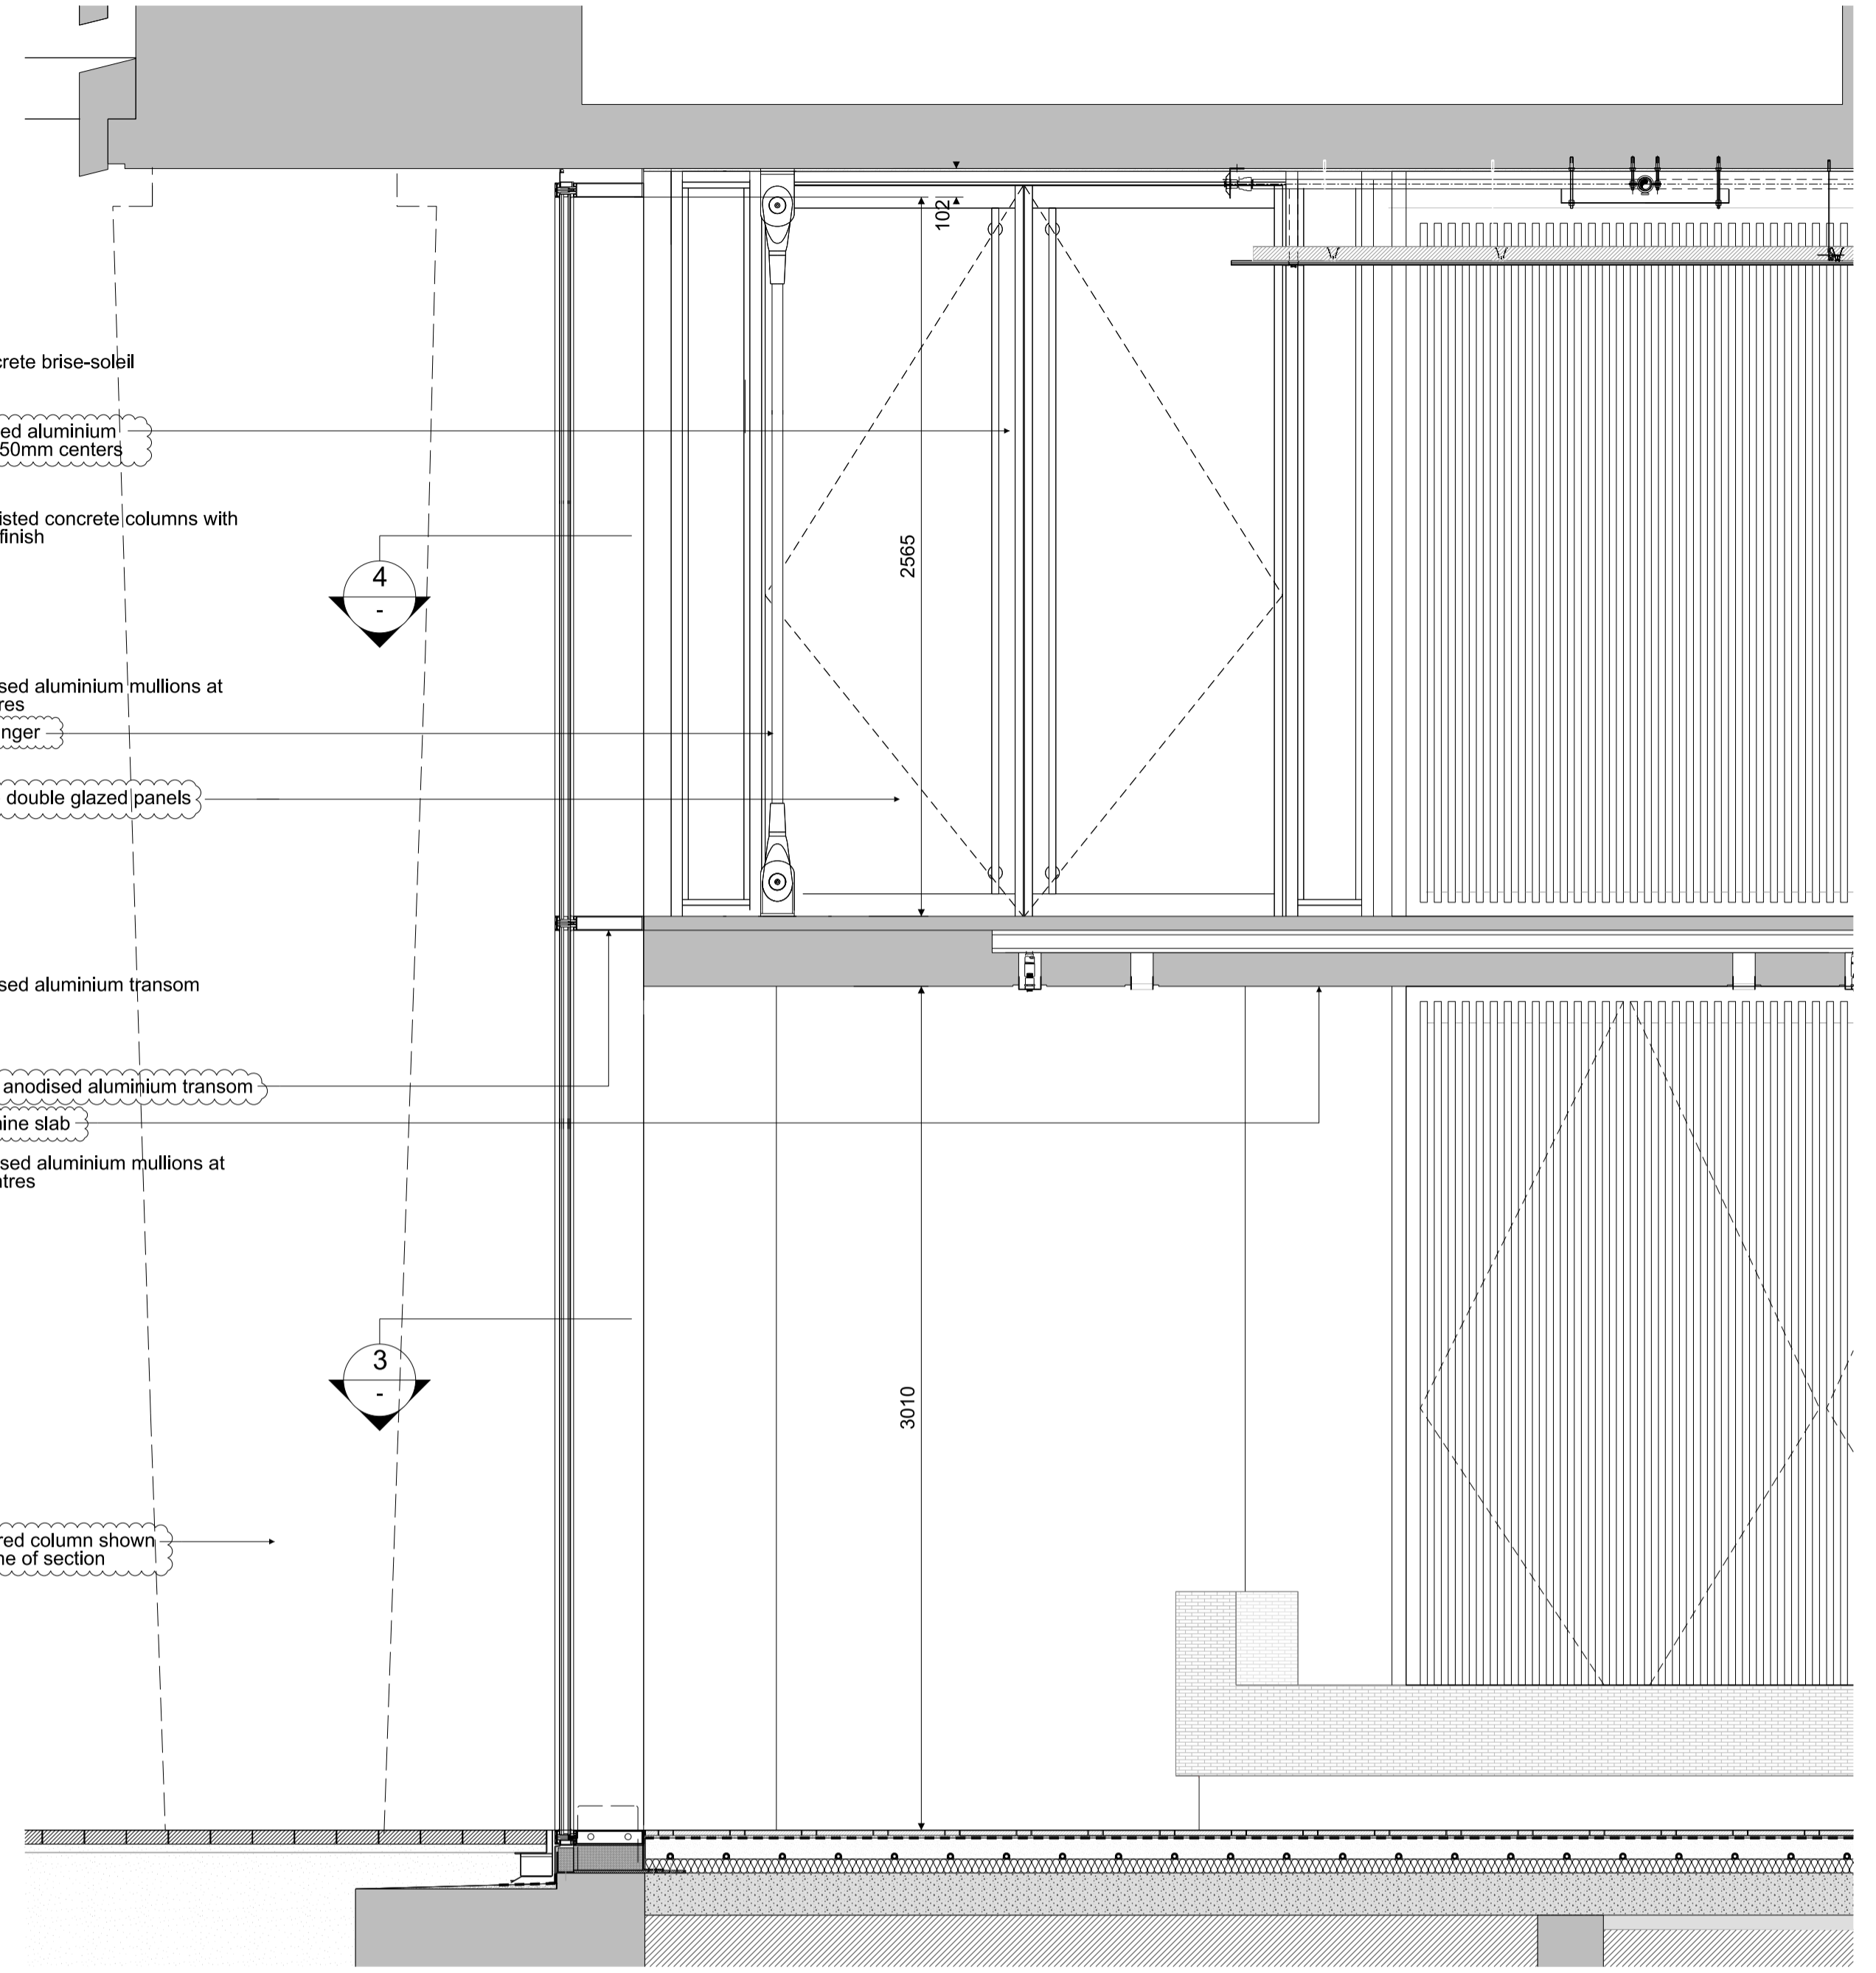 102
crete brise-soleil
ed aluminium
50mm centers
isted concrete columns with
finish
2565
4
-
sed aluminium mullions at
res
nger
double glazed panels
sed aluminium transom
anodised aluminium transom
ine slab
sed aluminium mullions at
tres
3
-
3010
red column shown
ne of section